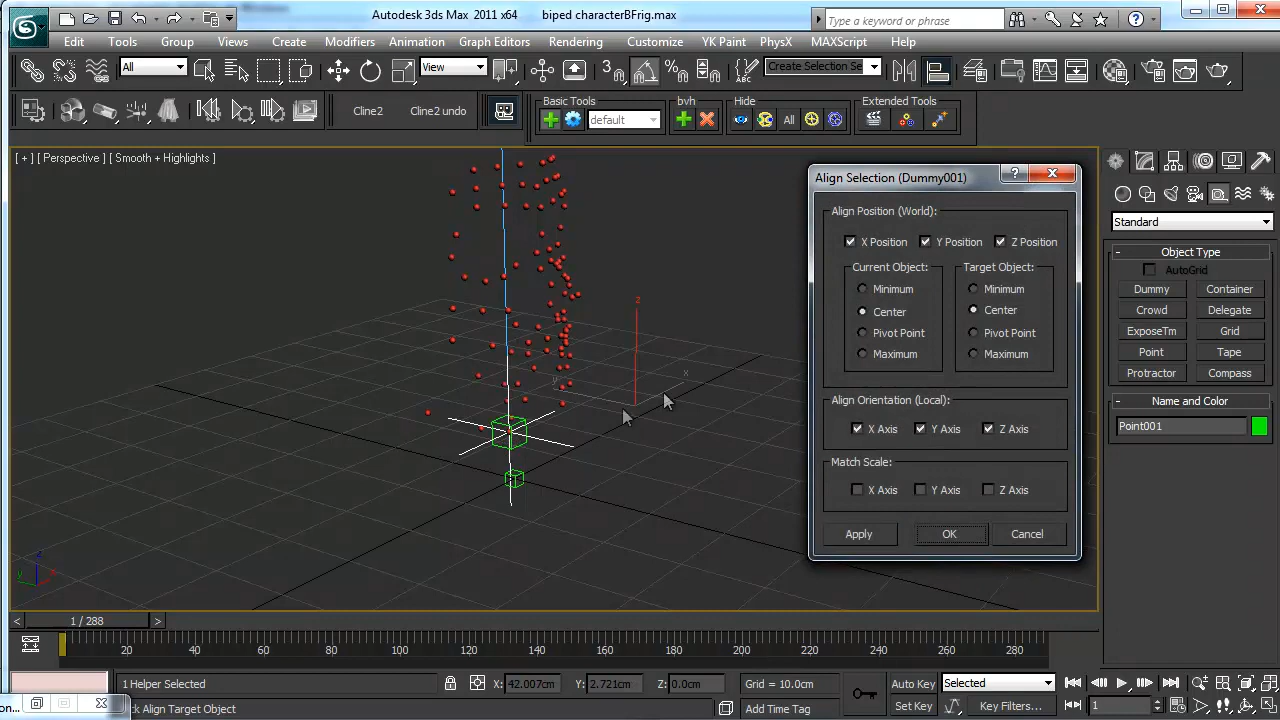 Autodesk 3ds Max 2011 x64 biped characterBFrig.max
Type a keyword or phrase
Edit Tools Group Views Create Modifiers Animation Graph Editors Rendering Customize YK Paint PhysX MAXScript Help
All View 3 Create Selection Se
Cline2 Cline2 undo
Basic Tools bvh Hide Extended Tools
default All
[ + ] [ Perspective ] [ Smooth + Highlights ]
Align Selection (Dummy001)
Align Position (World):
X Position Y Position Z Position
Current Object: Target Object:
Minimum Minimum
Center Center
Pivot Point Pivot Point
Maximum Maximum
Align Orientation (Local):
X Axis Y Axis Z Axis
Match Scale:
X Axis Y Axis Z Axis
Apply OK Cancel
Standard
- Object Type
AutoGrid
Dummy Container
Crowd Delegate
ExposeTm Grid
Point Tape
Protractor Compass
- Name and Color
Point001
z
x
y
z
y x
< 1 / 288 >
20 40 60 80 100 120 140 160 180 200 220 240 260 280
1 Helper Selected X: 42.007cm Y: 2.721cm Z: 0.0cm Grid = 10.0cm Auto Key Selected
on... ck Align Target Object Add Time Tag Set Key Key Filters... 1